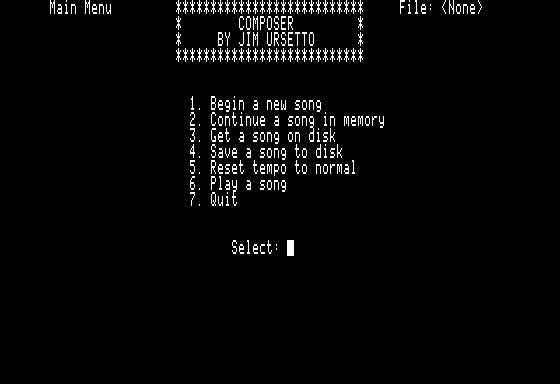 Main Menu *************************** File: <None>
* COMPOSER *
* BY JIM URSETTO *
***************************
1. Begin a new song
2. Continue a song in memory
3. Get a song on disk
4. Save a song to disk
5. Reset tempo to normal
6. Play a song
7. Quit
Select: